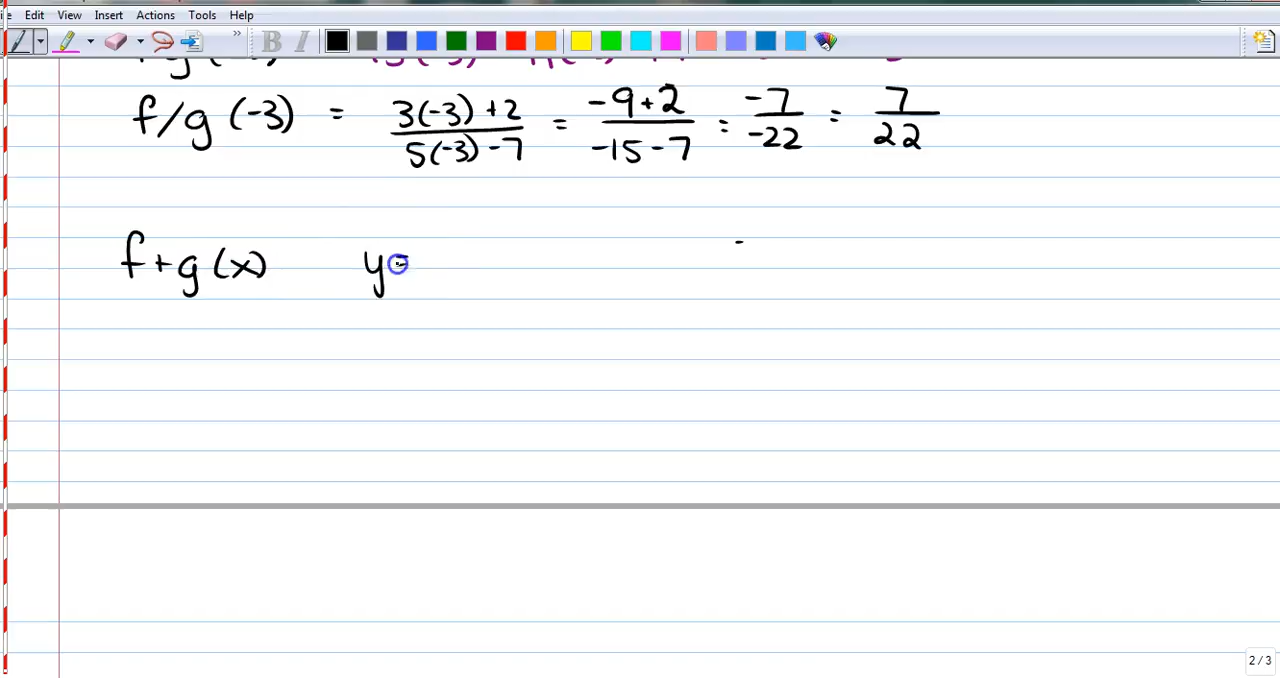 Edit View Insert Actions Tools Help
»
B I
f/g (-3) = 3(-3) +2 / 5(-3) -7 = -9+2 / -15-7 = -7 / -22 = 7 / 22
f+g (x) y=
2 / 3